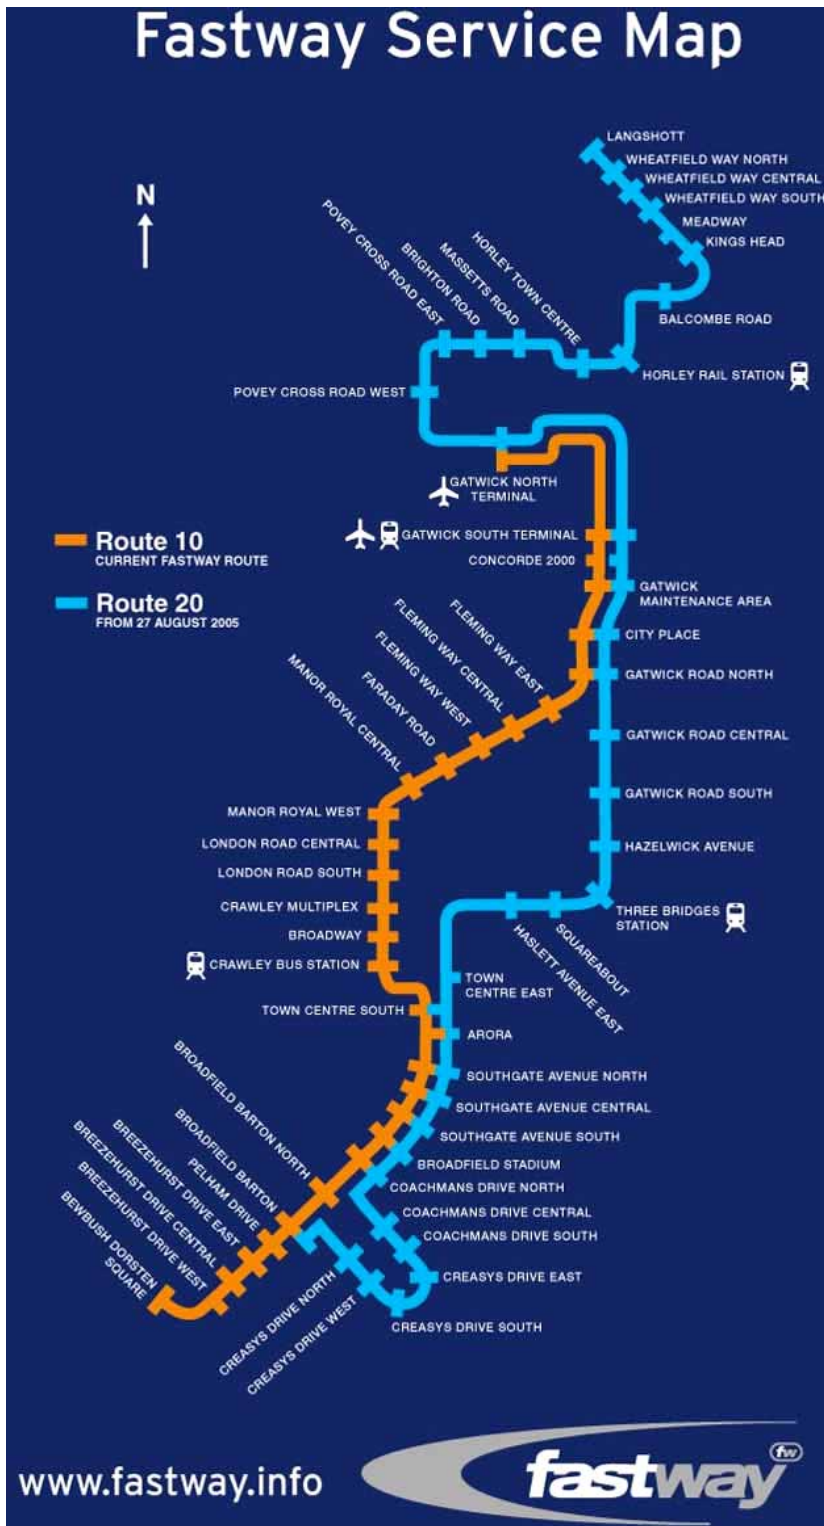 Fastway Service Map
LANGSHOTT
WHEATFIELD WAY NORTH
WHEATFIELD WAY CENTRAL
WHEATFIELD WAY SOUTH
MEADWAY
KINGS HEAD
N
POVEY CROSS ROAD EAST
BRIGHTON ROAD
MASSETTS ROAD
HORLEY TOWN CENTRE
BALCOMBE ROAD
HORLEY RAIL STATION
POVEY CROSS ROAD WEST
GATWICK NORTH
TERMINAL
Route 10
CURRENT FASTWAY ROUTE
GATWICK SOUTH TERMINAL
CONCORDE 2000
GATWICK
MAINTENANCE AREA
Route 20
FROM 27 AUGUST 2005
CITY PLACE
GATWICK ROAD NORTH
MANOR ROYAL CENTRAL
FARADAY ROAD
FLEMING WAY WEST
FLEMING WAY CENTRAL
FLEMING WAY EAST
GATWICK ROAD CENTRAL
GATWICK ROAD SOUTH
MANOR ROYAL WEST
LONDON ROAD CENTRAL
HAZELWICK AVENUE
LONDON ROAD SOUTH
CRAWLEY MULTIPLEX
THREE BRIDGES
STATION
BROADWAY
CRAWLEY BUS STATION
HASLETT AVENUE EAST
SQUAREABOUT
TOWN
CENTRE EAST
TOWN CENTRE SOUTH
ARORA
SOUTHGATE AVENUE NORTH
SOUTHGATE AVENUE CENTRAL
SOUTHGATE AVENUE SOUTH
BROADFIELD STADIUM
COACHMANS DRIVE NORTH
COACHMANS DRIVE CENTRAL
COACHMANS DRIVE SOUTH
BROADFIELD BARTON NORTH
BROADFIELD BARTON
PELHAM DRIVE
BREEZEHURST DRIVE EAST
BREEZEHURST DRIVE CENTRAL
BREEZEHURST DRIVE WEST
BEWBUSH DORSTEN
SQUARE
CREASYS DRIVE EAST
CREASYS DRIVE SOUTH
CREASYS DRIVE NORTH
CREASYS DRIVE WEST
www.fastway.info
fastway
fw